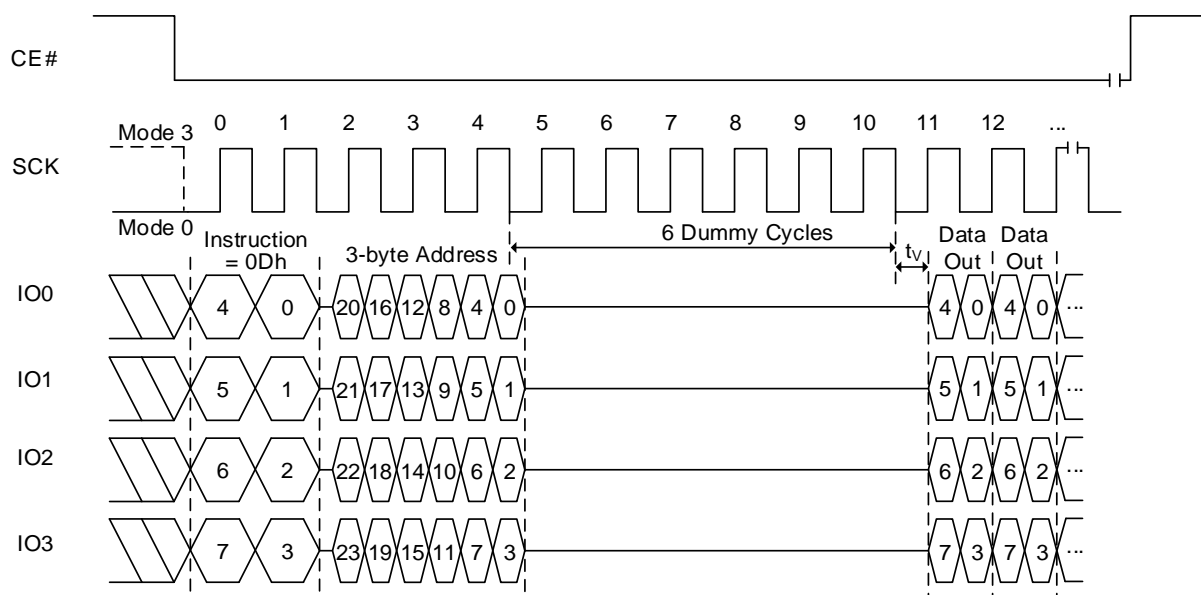 CE#
Mode 3
0 1 2 3 4 5 6 7 8 9 10 11 12 ...
SCK
Mode 0
Instruction = 0Dh
3-byte Address
6 Dummy Cycles
tV
Data Out
Data Out
IO0
4 0 20 16 12 8 4 0 4 0 4 0 ...
IO1
5 1 21 17 13 9 5 1 5 1 5 1 ...
IO2
6 2 22 18 14 10 6 2 6 2 6 2 ...
IO3
7 3 23 19 15 11 7 3 7 3 7 3 ...